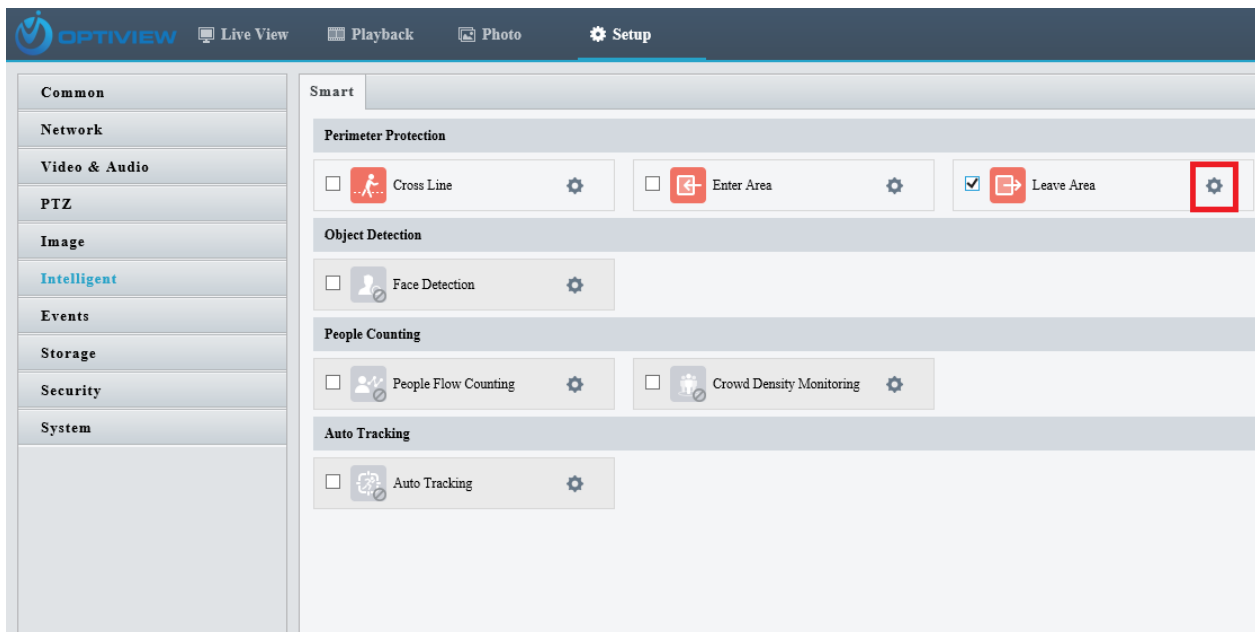 OPTIVIEW Live View Playback Photo Setup
Common
Network
Video & Audio
PTZ
Image
Intelligent
Events
Storage
Security
System
Smart
Perimeter Protection
Cross Line Enter Area Leave Area
Object Detection
Face Detection
People Counting
People Flow Counting Crowd Density Monitoring
Auto Tracking
Auto Tracking